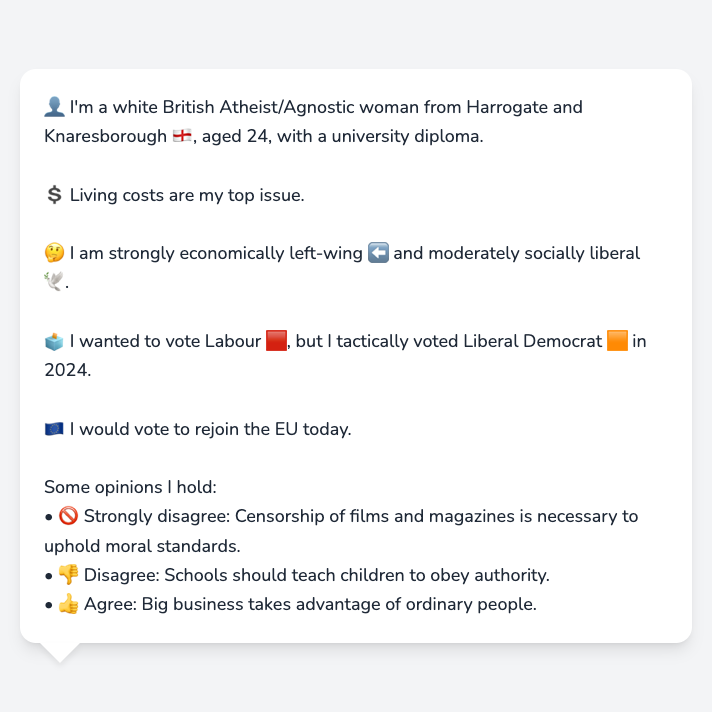 👤 I'm a white British Atheist/Agnostic woman from Harrogate and
Knaresborough 🏴󠁧󠁢󠁥󠁮󠁧󠁿, aged 24, with a university diploma.
💲 Living costs are my top issue.
🤔 I am strongly economically left-wing ⬅️ and moderately socially liberal
🕊️.
🗳️ I wanted to vote Labour 🟥, but I tactically voted Liberal Democrat 🟧 in
2024.
🇪🇺 I would vote to rejoin the EU today.
Some opinions I hold:
• 🚫 Strongly disagree: Censorship of films and magazines is necessary to
uphold moral standards.
• 👎 Disagree: Schools should teach children to obey authority.
• 👍 Agree: Big business takes advantage of ordinary people.